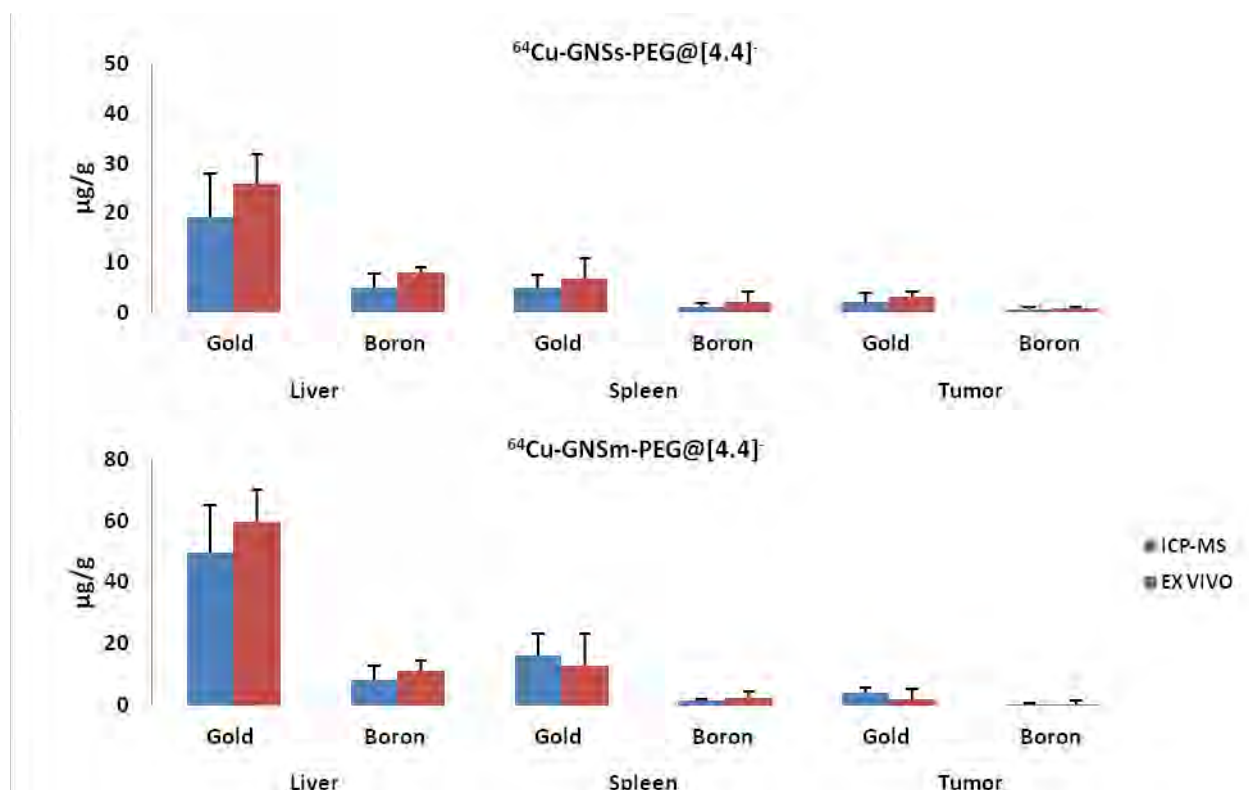 ⁶⁴Cu-GNSs-PEG@[4.4]⁻
50
40
30
20
10
0
µg/g
Gold Boron Gold Boron Gold Boron
Liver Spleen Tumor
⁶⁴Cu-GNSm-PEG@[4.4]⁻
80
60
40
20
0
µg/g
ICP-MS
EX VIVO
Gold Boron Gold Boron Gold Boron
Liver Spleen Tumor